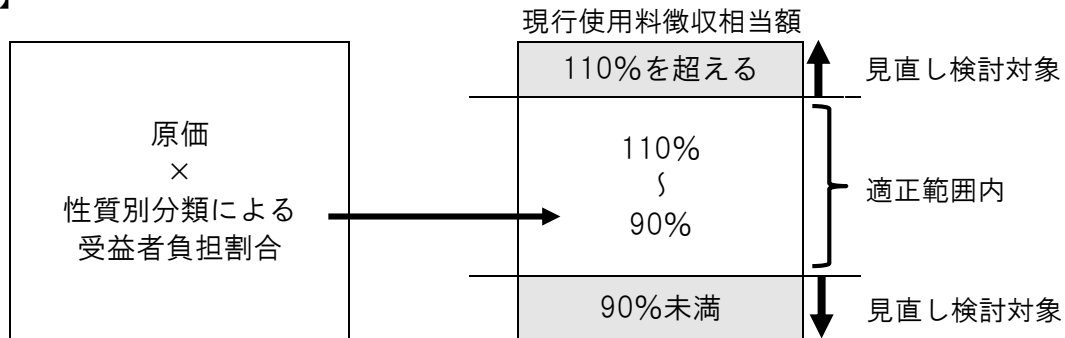 現行使用料徴収相当額
110%を超える
見直し検討対象
原価
×
性質別分類による
受益者負担割合
110%
〜
90%
適正範囲内
90%未満
見直し検討対象